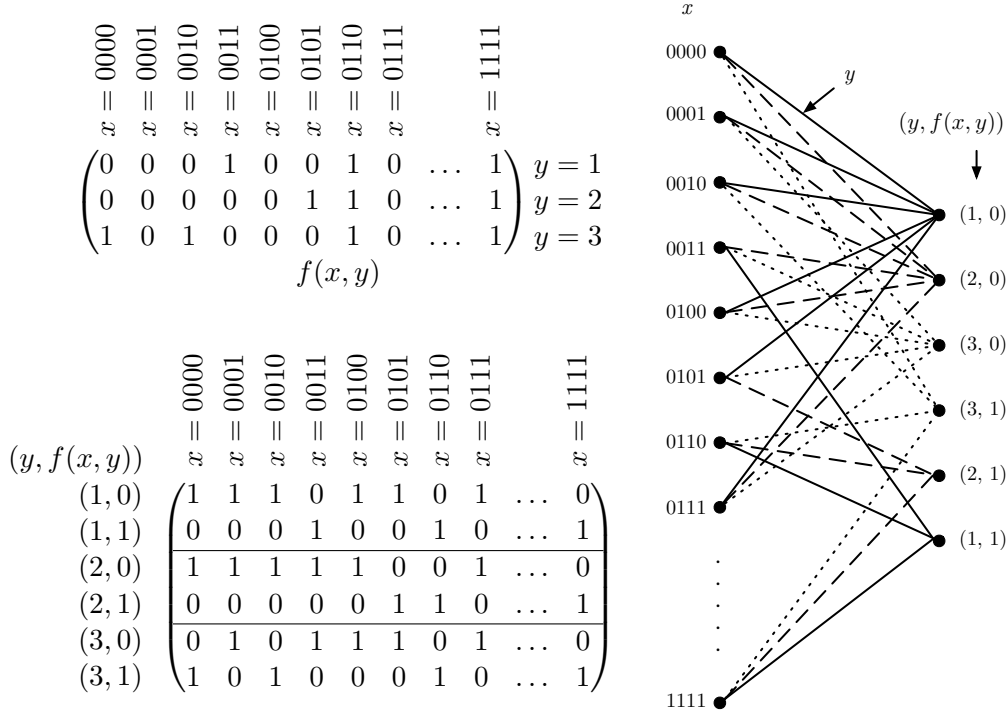 x = 0000 x = 0001 x = 0010 x = 0011 x = 0100 x = 0101 x = 0110 x = 0111 x = 1111
0 0 0 1 0 0 1 0 ... 1 y = 1
0 0 0 0 0 1 1 0 ... 1 y = 2
1 0 1 0 0 0 1 0 ... 1 y = 3
f(x, y)
x = 0000 x = 0001 x = 0010 x = 0011 x = 0100 x = 0101 x = 0110 x = 0111 x = 1111
(y, f(x, y))
(1, 0) 1 1 1 0 1 1 0 1 ... 0
(1, 1) 0 0 0 1 0 0 1 0 ... 1
(2, 0) 1 1 1 1 1 0 0 1 ... 0
(2, 1) 0 0 0 0 0 1 1 0 ... 1
(3, 0) 0 1 0 1 1 1 0 1 ... 0
(3, 1) 1 0 1 0 0 0 1 0 ... 1
x
0000
0001
0010
0011
0100
0101
0110
0111
1111
y
(y, f(x, y))
(1, 0)
(2, 0)
(3, 0)
(3, 1)
(2, 1)
(1, 1)